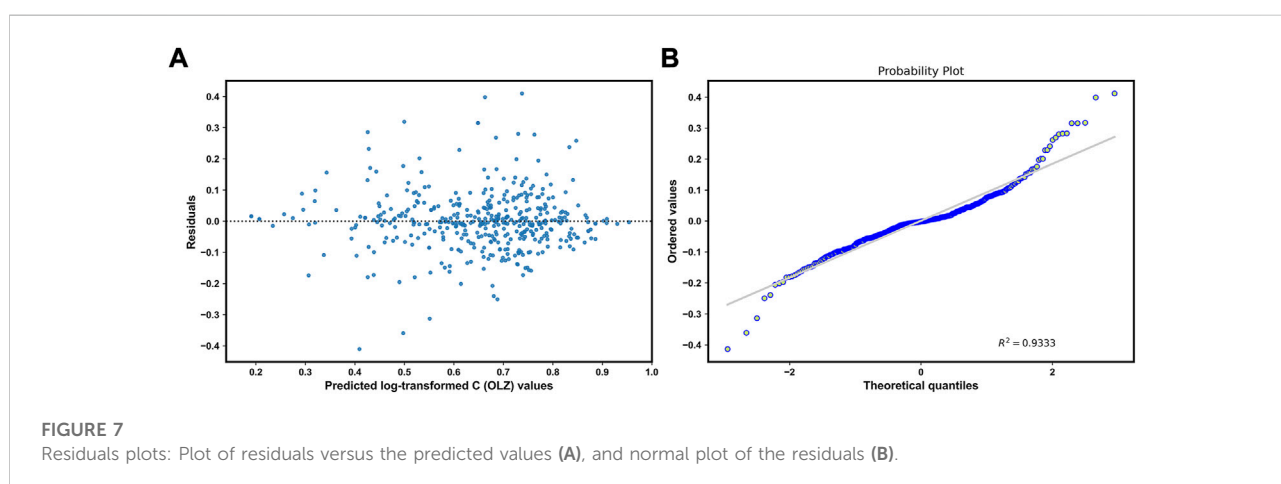 A
B
Probability Plot
0.4
0.3
0.2
0.1
0.0
−0.1
−0.2
−0.3
−0.4
Residuals
0.2 0.3 0.4 0.5 0.6 0.7 0.8 0.9 1.0
Predicted log-transformed C (OLZ) values
0.4
0.3
0.2
0.1
0.0
−0.1
−0.2
−0.3
−0.4
Ordered values
R² = 0.9333
−2 0 2
Theoretical quantiles
FIGURE 7
Residuals plots: Plot of residuals versus the predicted values (A), and normal plot of the residuals (B).